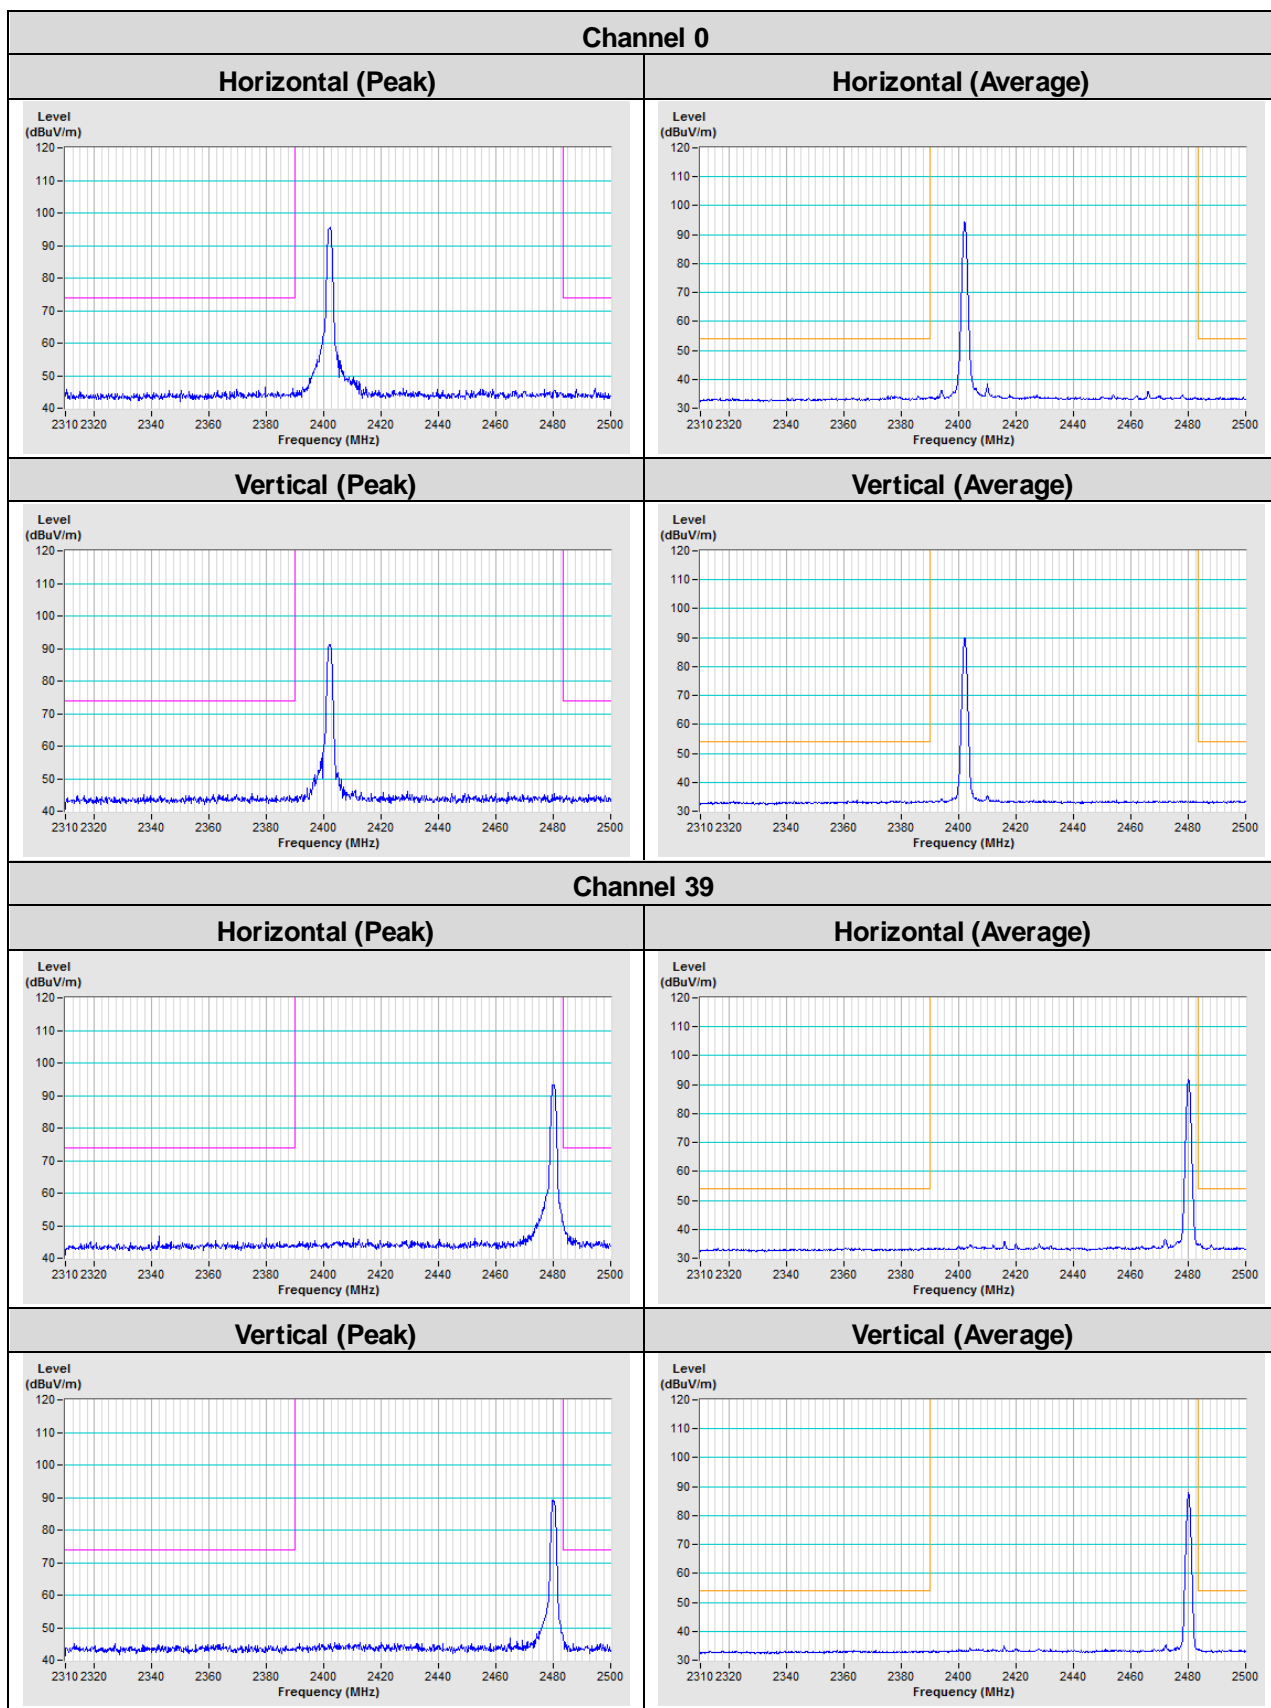 Channel 0
Horizontal (Peak) Horizontal (Average)
Level Level
(dBuV/m) (dBuV/m)
120 120
110 110
100 100
90 90
80 80
70 70
60 60
50 50
40 40
30
2310 2320 2340 2360 2380 2400 2420 2440 2460 2480 2500 2310 2320 2340 2360 2380 2400 2420 2440 2460 2480 2500
Frequency (MHz) Frequency (MHz)
Vertical (Peak) Vertical (Average)
Level Level
(dBuV/m) (dBuV/m)
120 120
110 110
100 100
90 90
80 80
70 70
60 60
50 50
40 40
30
2310 2320 2340 2360 2380 2400 2420 2440 2460 2480 2500 2310 2320 2340 2360 2380 2400 2420 2440 2460 2480 2500
Frequency (MHz) Frequency (MHz)
Channel 39
Horizontal (Peak) Horizontal (Average)
Level Level
(dBuV/m) (dBuV/m)
120 120
110 110
100 100
90 90
80 80
70 70
60 60
50 50
40 40
30
2310 2320 2340 2360 2380 2400 2420 2440 2460 2480 2500 2310 2320 2340 2360 2380 2400 2420 2440 2460 2480 2500
Frequency (MHz) Frequency (MHz)
Vertical (Peak) Vertical (Average)
Level Level
(dBuV/m) (dBuV/m)
120 120
110 110
100 100
90 90
80 80
70 70
60 60
50 50
40 40
30
2310 2320 2340 2360 2380 2400 2420 2440 2460 2480 2500 2310 2320 2340 2360 2380 2400 2420 2440 2460 2480 2500
Frequency (MHz) Frequency (MHz)